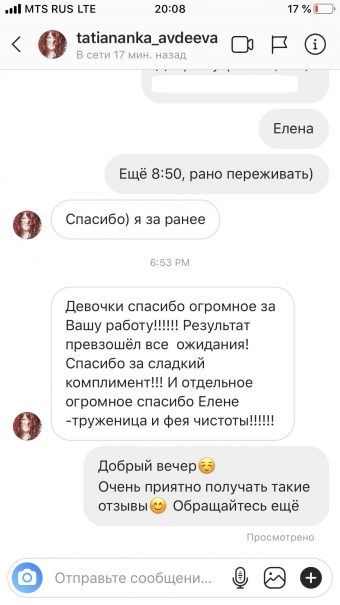 MTS RUS LTE 20:08 17 %
tatiananka_avdeeva
В сети 17 мин. назад
Елена
Ещё 8:50, рано переживать)
Спасибо) я за ранее
6:53 PM
Девочки спасибо огромное за
Вашу работу!!!!!! Результат
превзошёл все ожидания!
Спасибо за сладкий
комплимент!!! И отдельное
огромное спасибо Елене
-труженица и фея чистоты!!!!!!
Добрый вечер☺️
Очень приятно получать такие
отзывы😊 Обращайтесь ещё
Просмотрено
Отправьте сообщени...